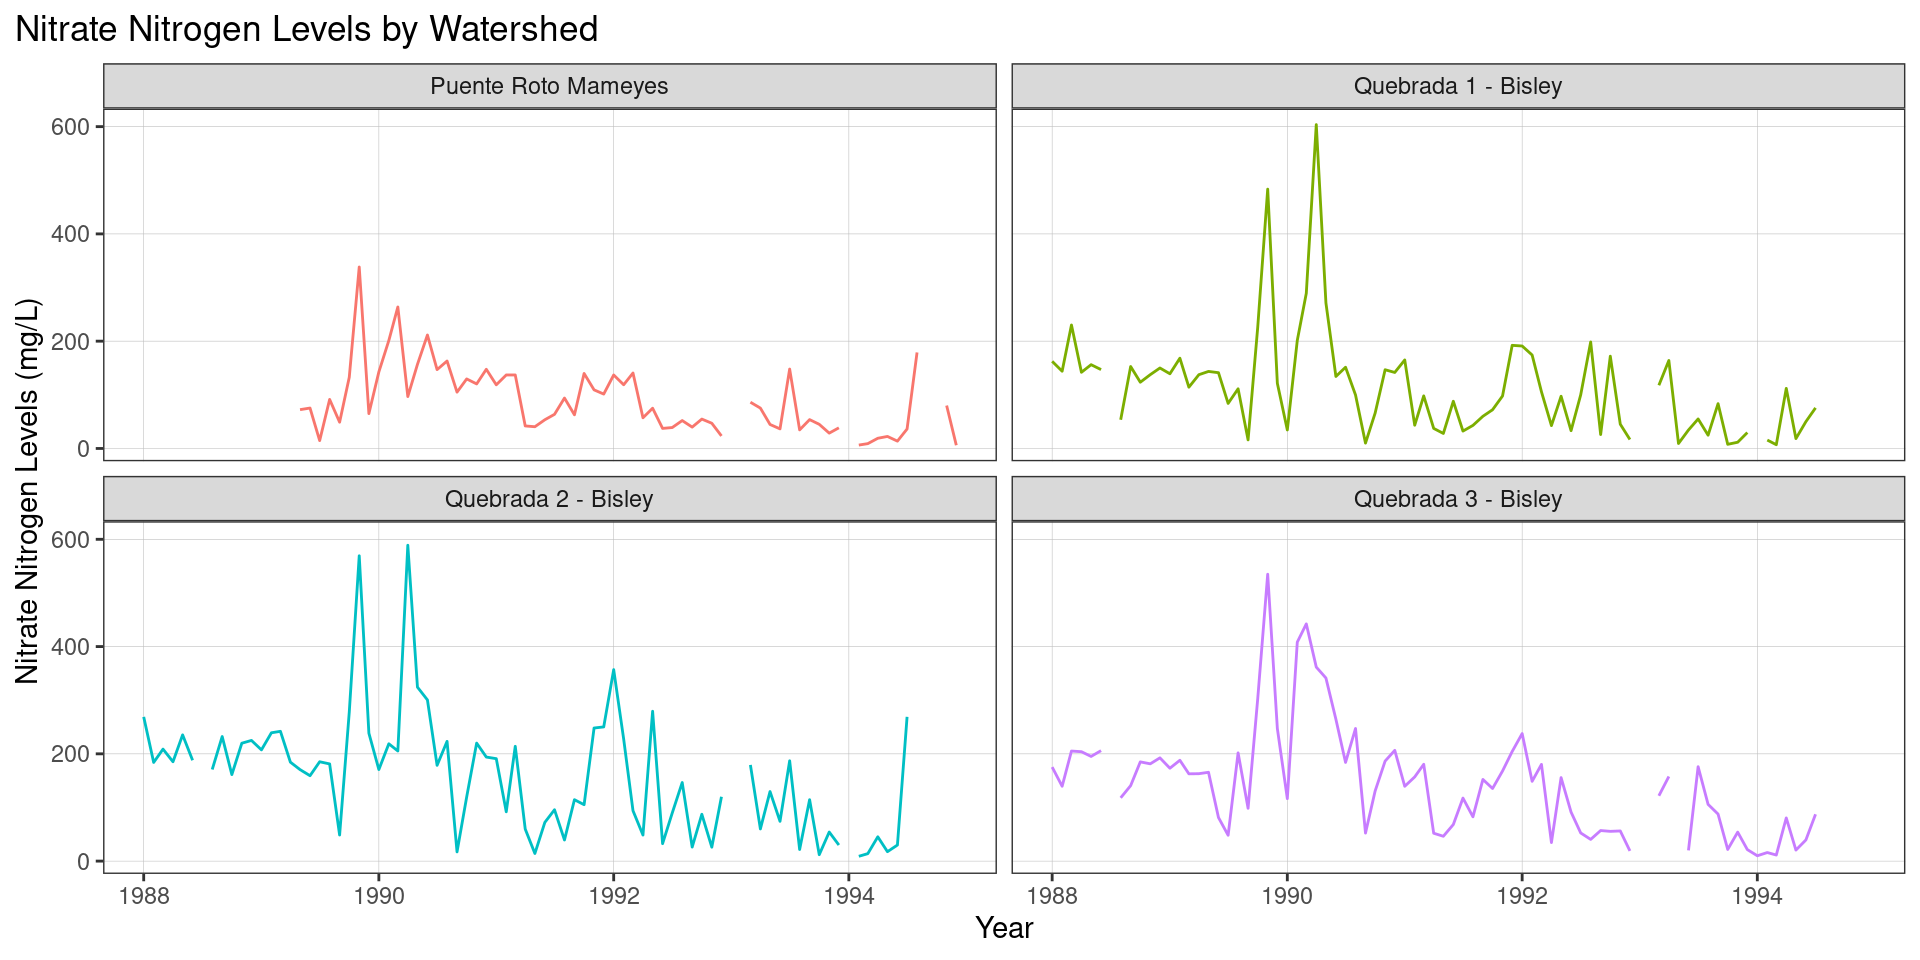 Nitrate Nitrogen Levels by Watershed
Puente Roto Mameyes
Quebrada 1 - Bisley
600
400
200
0
Quebrada 2 - Bisley
Quebrada 3 - Bisley
600
400
200
0
1988
1990
1992
1994
1988
1990
1992
1994
Year
Nitrate Nitrogen Levels (mg/L)